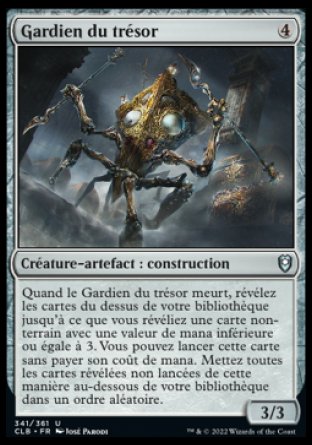 Gardien du trésor 4
Créature-artefact : construction
Quand le Gardien du trésor meurt, révélez
les cartes du dessus de votre bibliothèque
jusqu'à ce que vous révéliez une carte non-
terrain avec une valeur de mana inférieure
ou égale à 3. Vous pouvez lancer cette carte
sans payer son coût de mana. Mettez toutes
les cartes révélées non lancées de cette
manière au-dessous de votre bibliothèque
dans un ordre aléatoire.
3/3
341/361 U
CLB • FR José Parodi
™ & © 2022 Wizards of the Coast